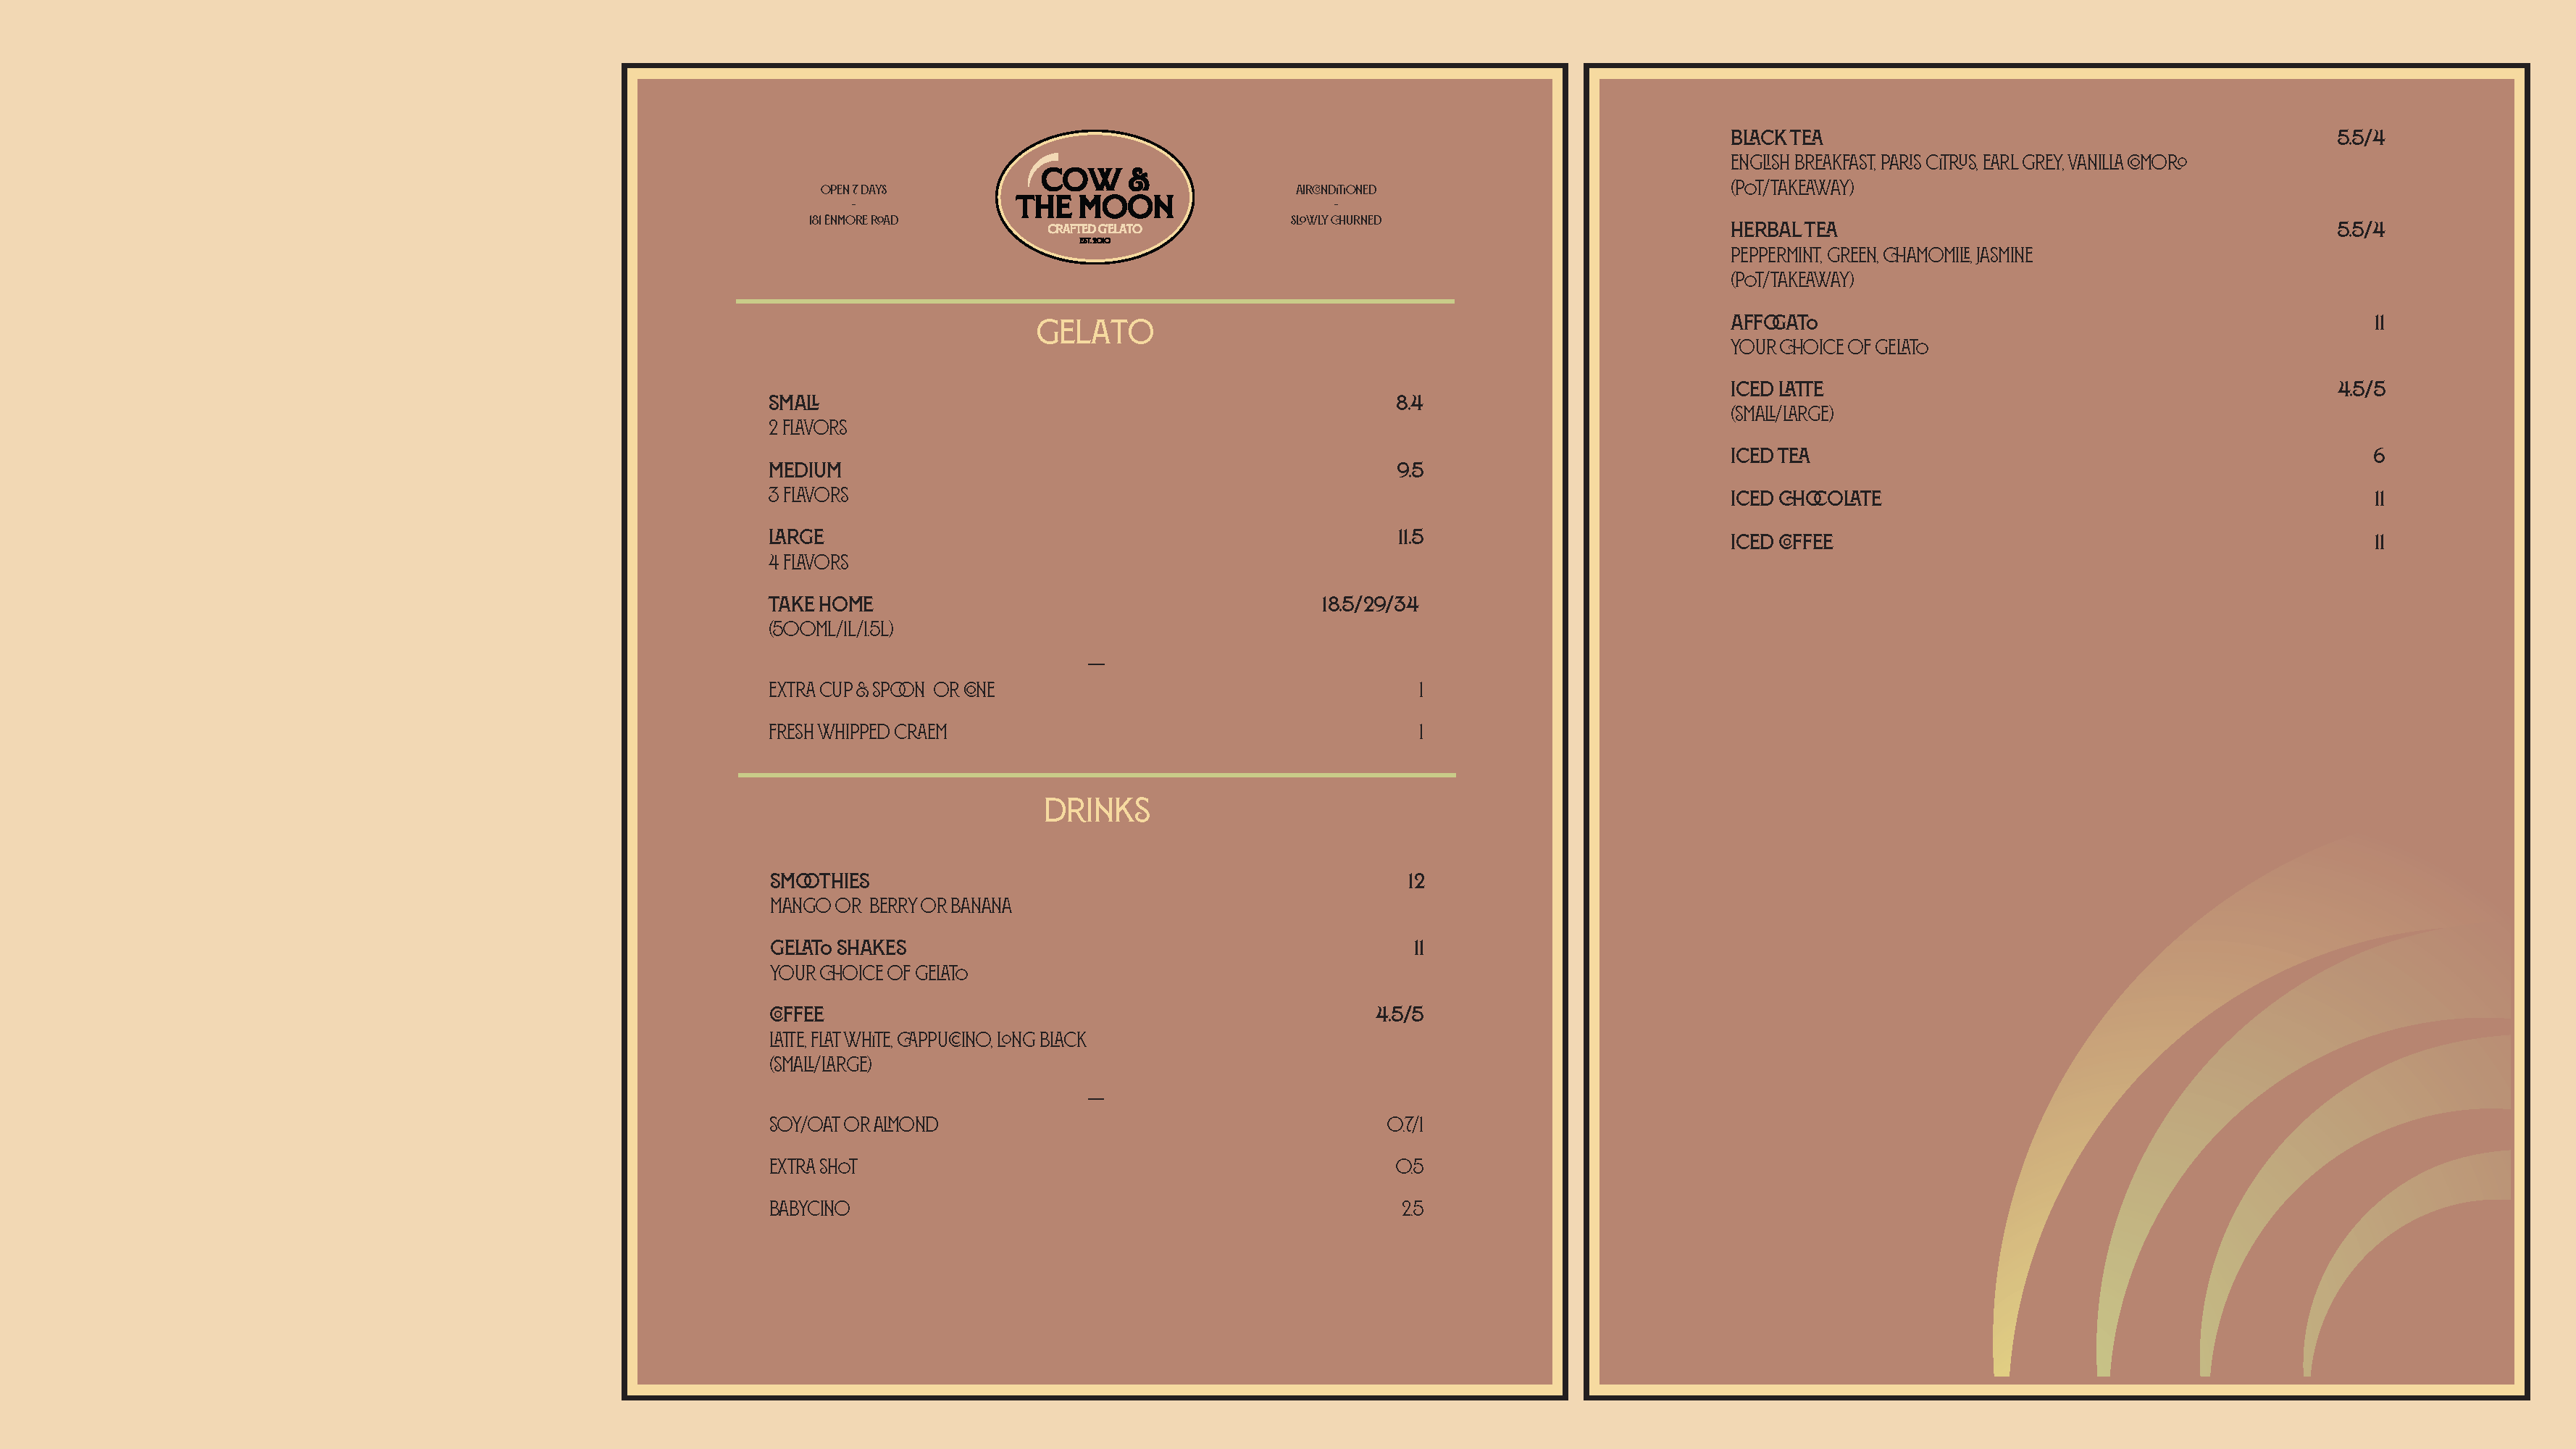 OPEN 7 DAYS
-
181 ENMORE ROAD
COW &
THE MOON
CRAFTED GELATO
EST. 2010
AIRCONDITIONED
-
SLOWLY CHURNED
GELATO
SMALL 8.4
2 FLAVORS
MEDIUM 9.5
3 FLAVORS
LARGE 11.5
4 FLAVORS
TAKE HOME 18.5/29/34
(500ML/1L/1.5L)
—
EXTRA CUP & SPOON OR CONE 1
FRESH WHIPPED CRAEM 1
DRINKS
SMOOTHIES 12
MANGO OR BERRY OR BANANA
GELATO SHAKES 11
YOUR CHOICE OF GELATO
COFFEE 4.5/5
LATTE, FLAT WHITE, CAPPUCCINO, LONG BLACK
(SMALL/LARGE)
—
SOY/OAT OR ALMOND 0.7/1
EXTRA SHOT 0.5
BABYCINO 2.5
BLACK TEA 5.5/4
ENGLISH BREAKFAST, PARIS CITRUS, EARL GREY, VANILLA COMORO
(POT/TAKEAWAY)
HERBAL TEA 5.5/4
PEPPERMINT, GREEN, CHAMOMILE, JASMINE
(POT/TAKEAWAY)
AFFOGATO 11
YOUR CHOICE OF GELATO
ICED LATTE 4.5/5
(SMALL/LARGE)
ICED TEA 6
ICED CHOCOLATE 11
ICED COFFEE 11